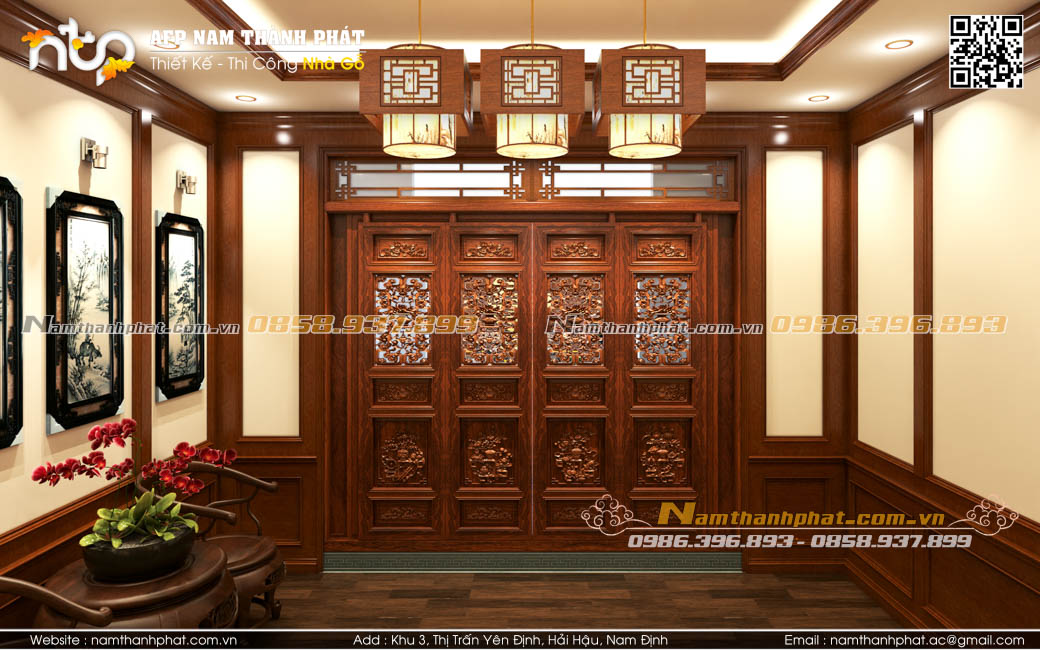 ntp
AFP NAM THÀNH PHÁT
Thiết Kế - Thi Công Nhà Gỗ
Namthanhphat.com.vn 0858.937.899
Namthanhphat.com.vn 0986.396.893
Namthanhphat.com.vn
0986.396.893 - 0858.937.899
Website : namthanhphat.com.vn
Add : Khu 3, Thị Trấn Yên Định, Hải Hậu, Nam Định
Email : namthanhphat.ac@gmail.com